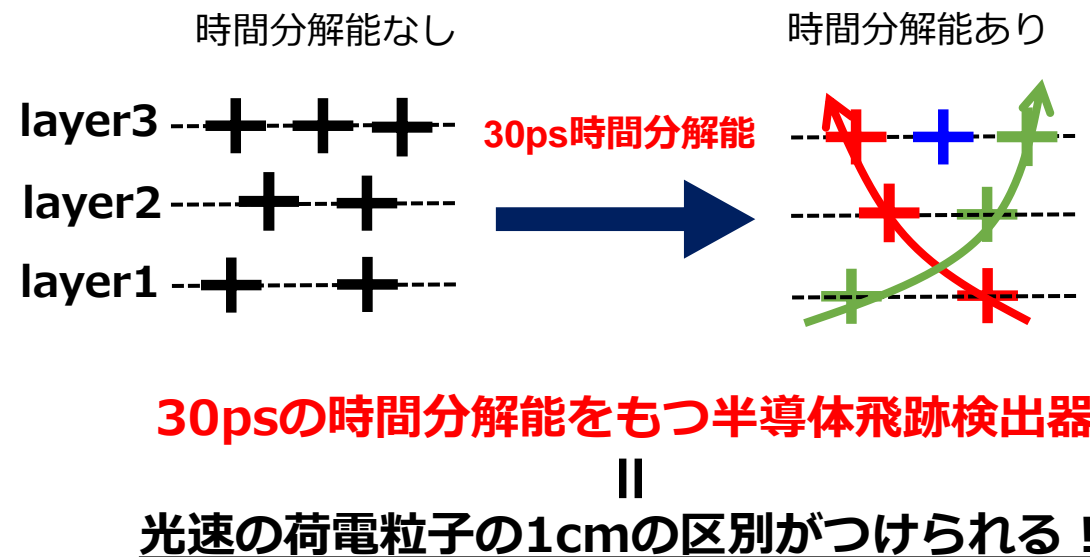 時間分解能なし
時間分解能あり
layer3
30ps時間分解能
layer2
layer1
30psの時間分解能をもつ半導体飛跡検出器
=
光速の荷電粒子の1cmの区別がつけられる！